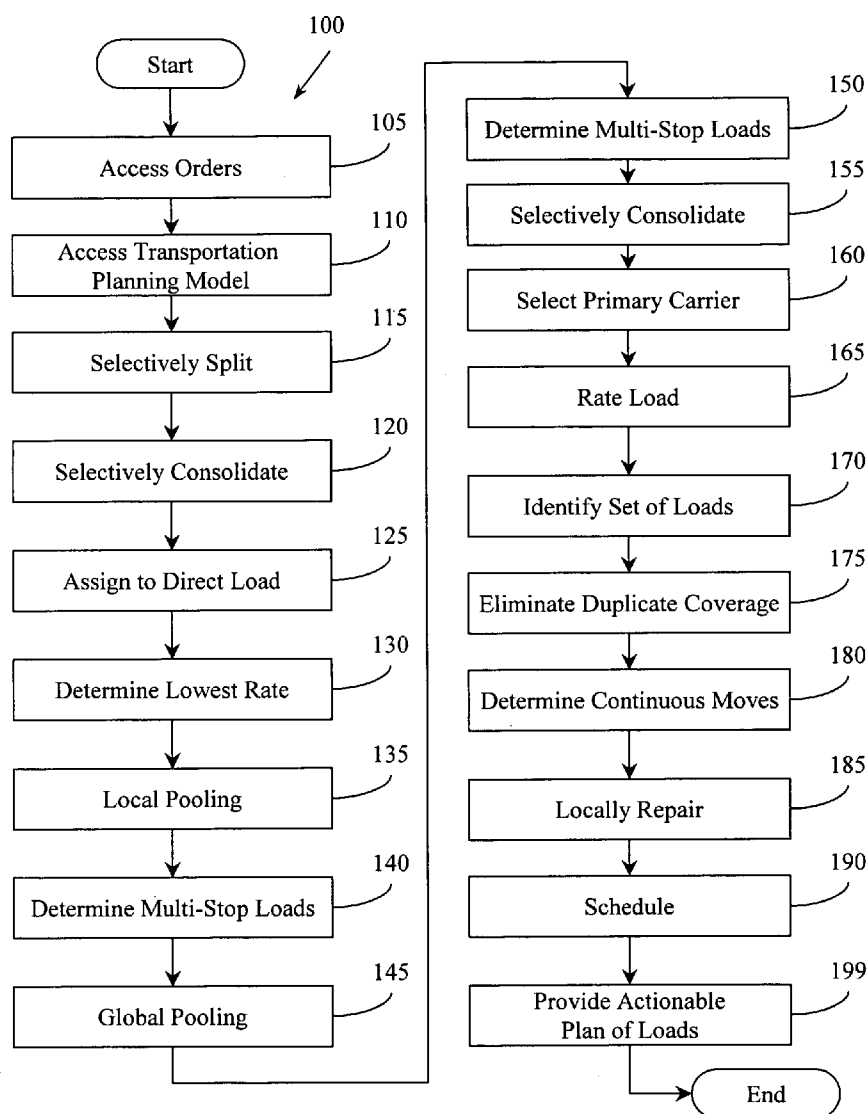 100
Start
105
Access Orders
110
Access Transportation
Planning Model
115
Selectively Split
120
Selectively Consolidate
125
Assign to Direct Load
130
Determine Lowest Rate
135
Local Pooling
140
Determine Multi-Stop Loads
145
Global Pooling
150
Determine Multi-Stop Loads
155
Selectively Consolidate
160
Select Primary Carrier
165
Rate Load
170
Identify Set of Loads
175
Eliminate Duplicate Coverage
180
Determine Continuous Moves
185
Locally Repair
190
Schedule
199
Provide Actionable
Plan of Loads
End